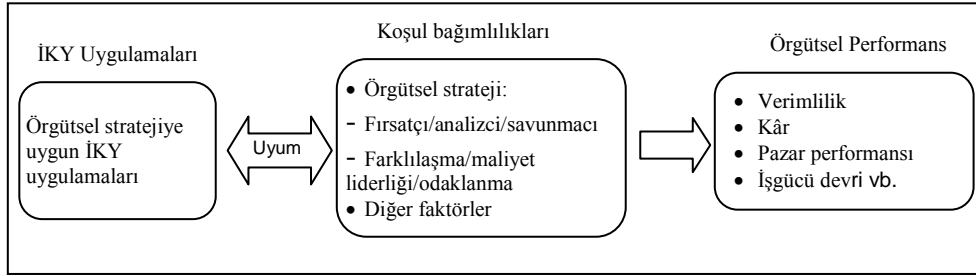 İKY Uygulamaları
Örgütsel stratejiye
uygun İKY
uygulamaları
Uyum
Koşul bağımlılıkları
• Örgütsel strateji:
- Fırsatçı/analizci/savunmacı
- Farklılaşma/maliyet
liderliği/odaklanma
• Diğer faktörler
Örgütsel Performans
• Verimlilik
• Kâr
• Pazar performansı
• İşgücü devri vb.